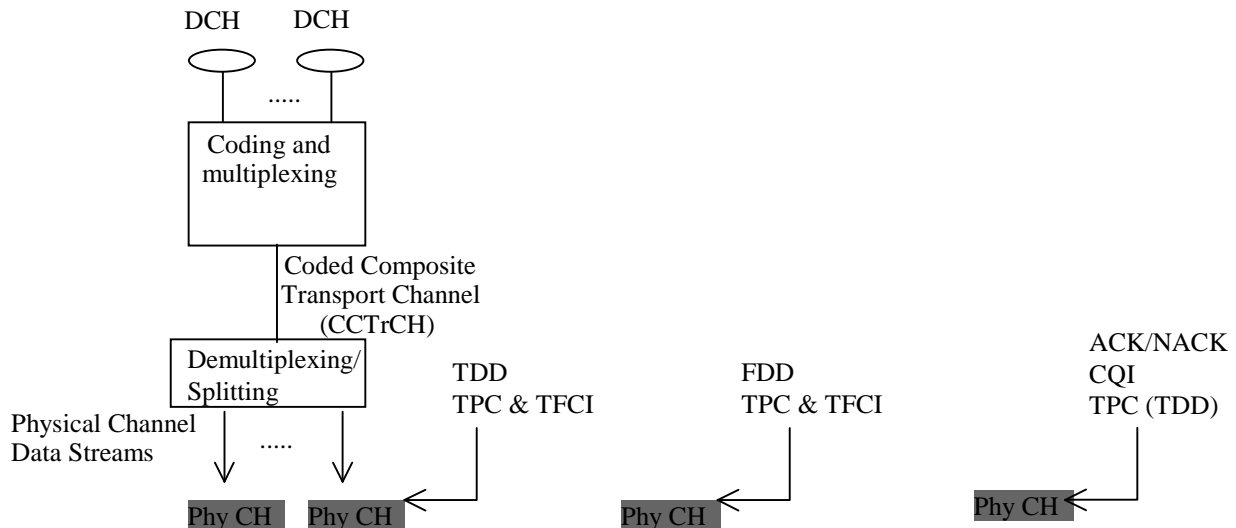 DCH DCH
.....
Coding and
multiplexing
Coded Composite
Transport Channel
(CCTrCH)
Demultiplexing/
Splitting
Physical Channel
Data Streams
.....
TDD
TPC & TFCI
FDD
TPC & TFCI
ACK/NACK
CQI
TPC (TDD)
Phy CH Phy CH Phy CH Phy CH